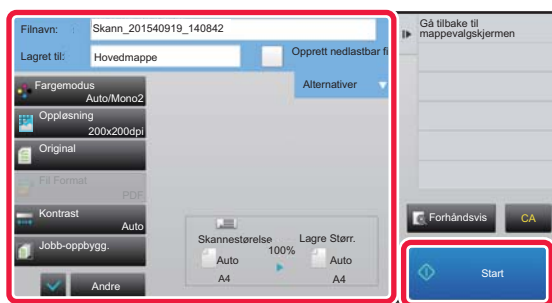 Filnavn: Skann_201540919_140842
Lagret til: Hovedmappe
Opprett nedlastbar fi
Alternativer
Fargemodus
Auto/Mono2
Oppløsning
200x200dpi
Original
Fil Format
PDF
Kontrast
Auto
Jobb-oppbygg.
Andre
Skannestørelse
100%
Lagre Størr.
Auto
A4
Auto
A4
Gå tilbake til
mappevalgskjermen
Forhåndsvis
CA
Start